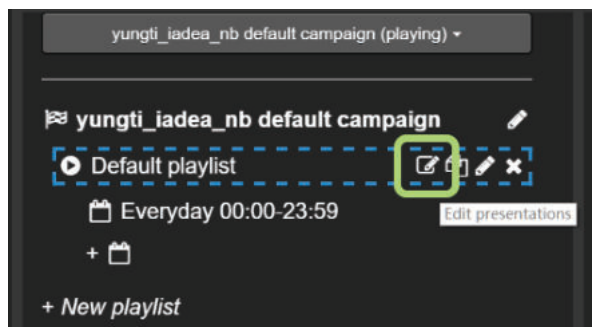 yungti_iadea_nb default campaign (playing)
yungti_iadea_nb default campaign
Default playlist
Everyday 00:00-23:59
Edit presentations
+
+ New playlist